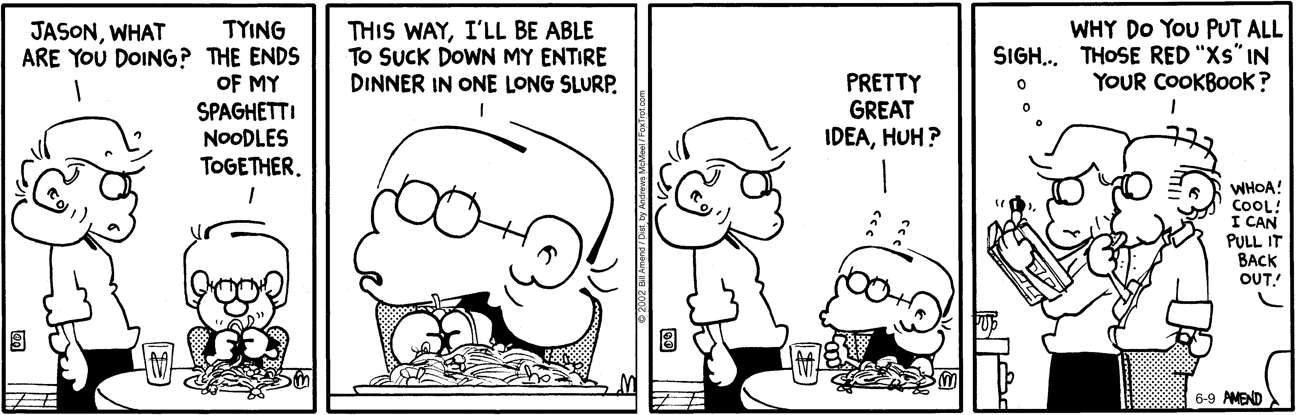 JASON, WHAT
ARE YOU DOING?
TYING
THE ENDS
OF MY
SPAGHETTI
NOODLES
TOGETHER.
THIS WAY, I'LL BE ABLE
TO SUCK DOWN MY ENTIRE
DINNER IN ONE LONG SLURP.
© 2002 Bill Amend / Dist. by Andrews McMeel / FoxTrot.com
PRETTY
GREAT
IDEA, HUH?
SIGH...
WHY DO YOU PUT ALL
THOSE RED "XS" IN
YOUR COOKBOOK?
WHOA!
COOL!
I CAN
PULL IT
BACK
OUT!
6-9 AMEND